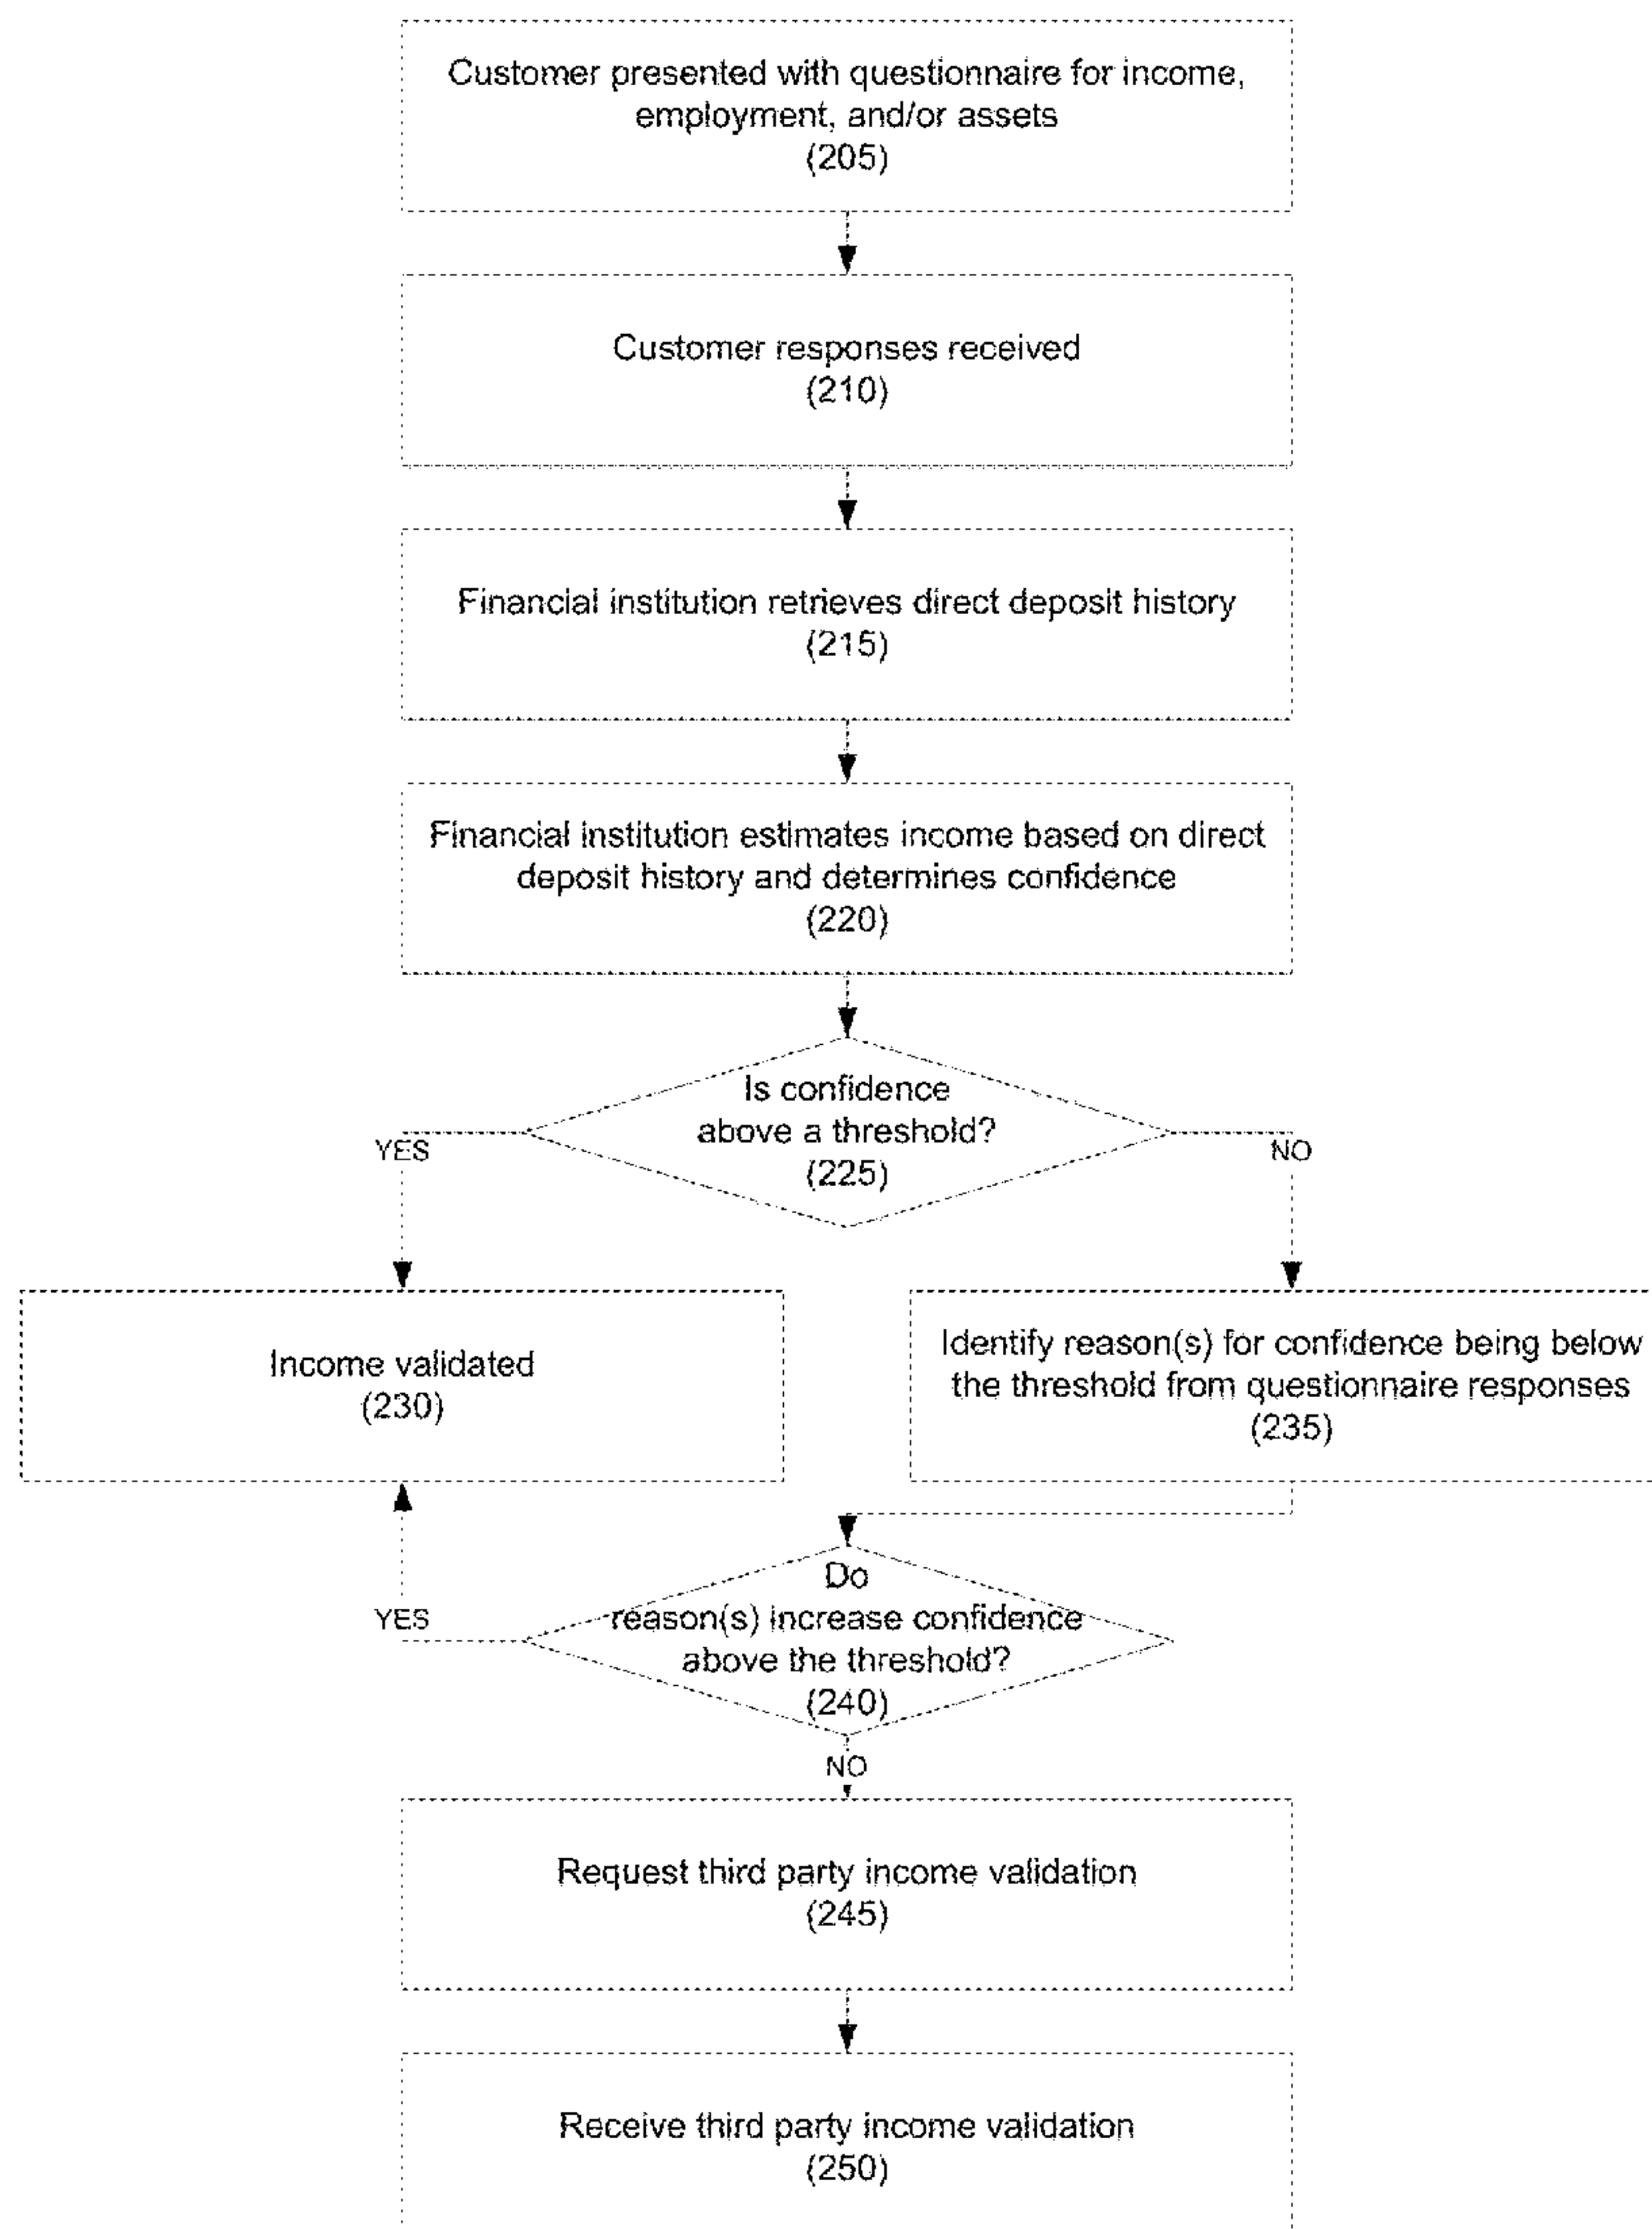 Customer presented with questionnaire for income,
employment, and/or assets
(205)
Customer responses received
(210)
Financial institution retrieves direct deposit history
(215)
Financial institution estimates income based on direct
deposit history and determines confidence
(220)
Is confidence
above a threshold?
(225)
YES
NO
Income validated
(230)
Identify reason(s) for confidence being below
the threshold from questionnaire responses
(235)
Do
reason(s) increase confidence
above the threshold?
(240)
YES
NO
Request third party income validation
(245)
Receive third party income validation
(250)